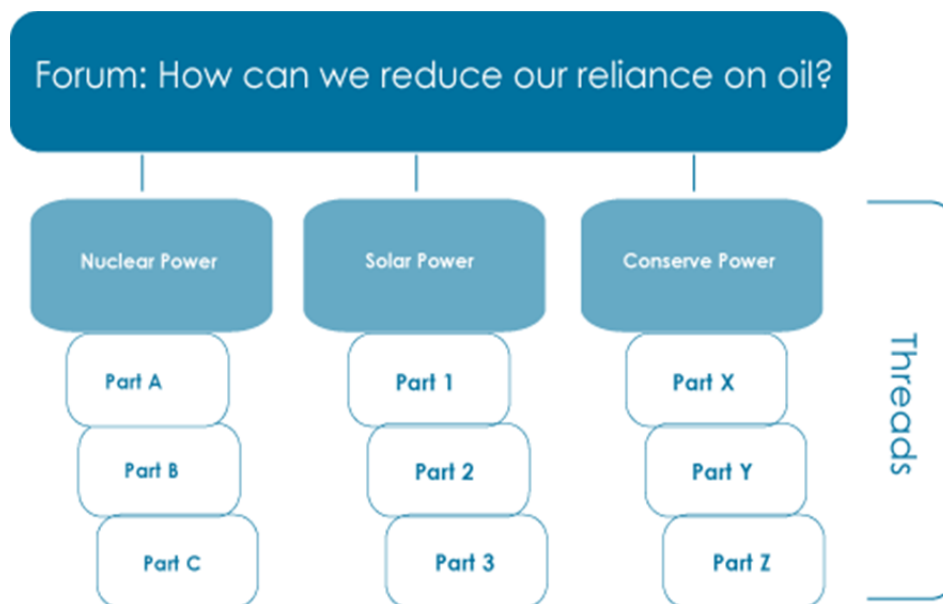 Forum: How can we reduce our reliance on oil?
Nuclear Power
Part A
Part B
Part C
Solar Power
Part 1
Part 2
Part 3
Conserve Power
Part X
Part Y
Part Z
Threads